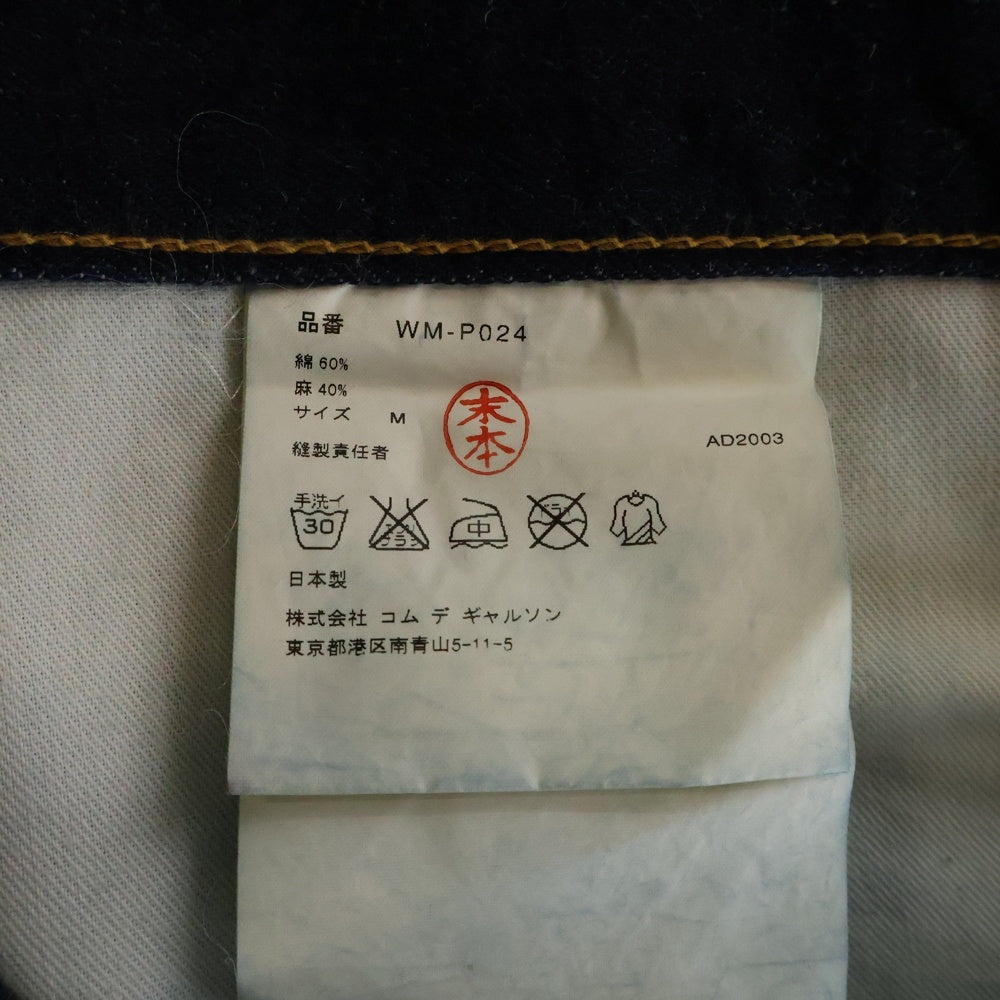 品番 WM-P024
綿 60%
麻 40%
サイズ M
末本
AD2003
縫製責任者
手洗イ
30
中
日本製
株式会社 コム デ ギャルソン
東京都港区南青山5-11-5